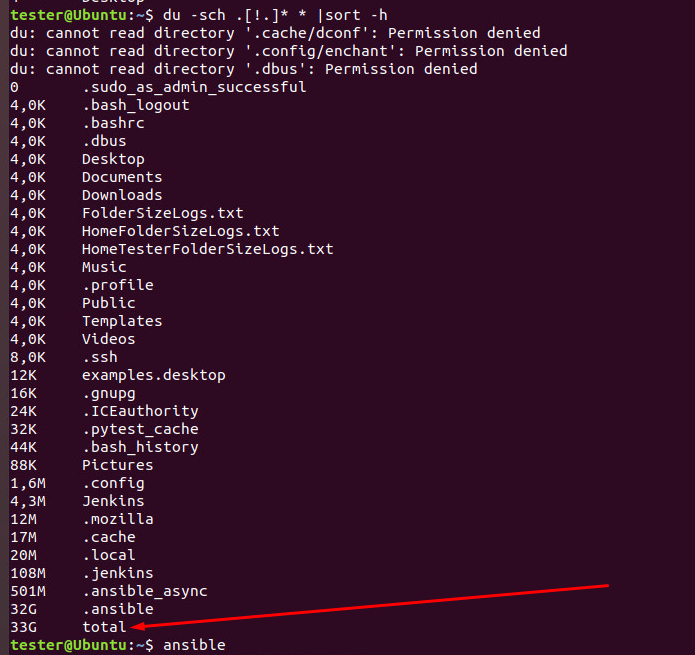 tester@Ubuntu:~$ du -sch .[!.]* * |sort -h
du: cannot read directory '.cache/dconf': Permission denied
du: cannot read directory '.config/enchant': Permission denied
du: cannot read directory '.dbus': Permission denied
0 .sudo_as_admin_successful
4,0K .bash_logout
4,0K .bashrc
4,0K .dbus
4,0K Desktop
4,0K Documents
4,0K Downloads
4,0K FolderSizeLogs.txt
4,0K HomeFolderSizeLogs.txt
4,0K HomeTesterFolderSizeLogs.txt
4,0K Music
4,0K .profile
4,0K Public
4,0K Templates
4,0K Videos
8,0K .ssh
12K examples.desktop
16K .gnupg
24K .ICEauthority
32K .pytest_cache
44K .bash_history
88K Pictures
1,6M .config
4,3M Jenkins
12M .mozilla
17M .cache
20M .local
108M .jenkins
501M .ansible_async
32G .ansible
33G total
tester@Ubuntu:~$ ansible